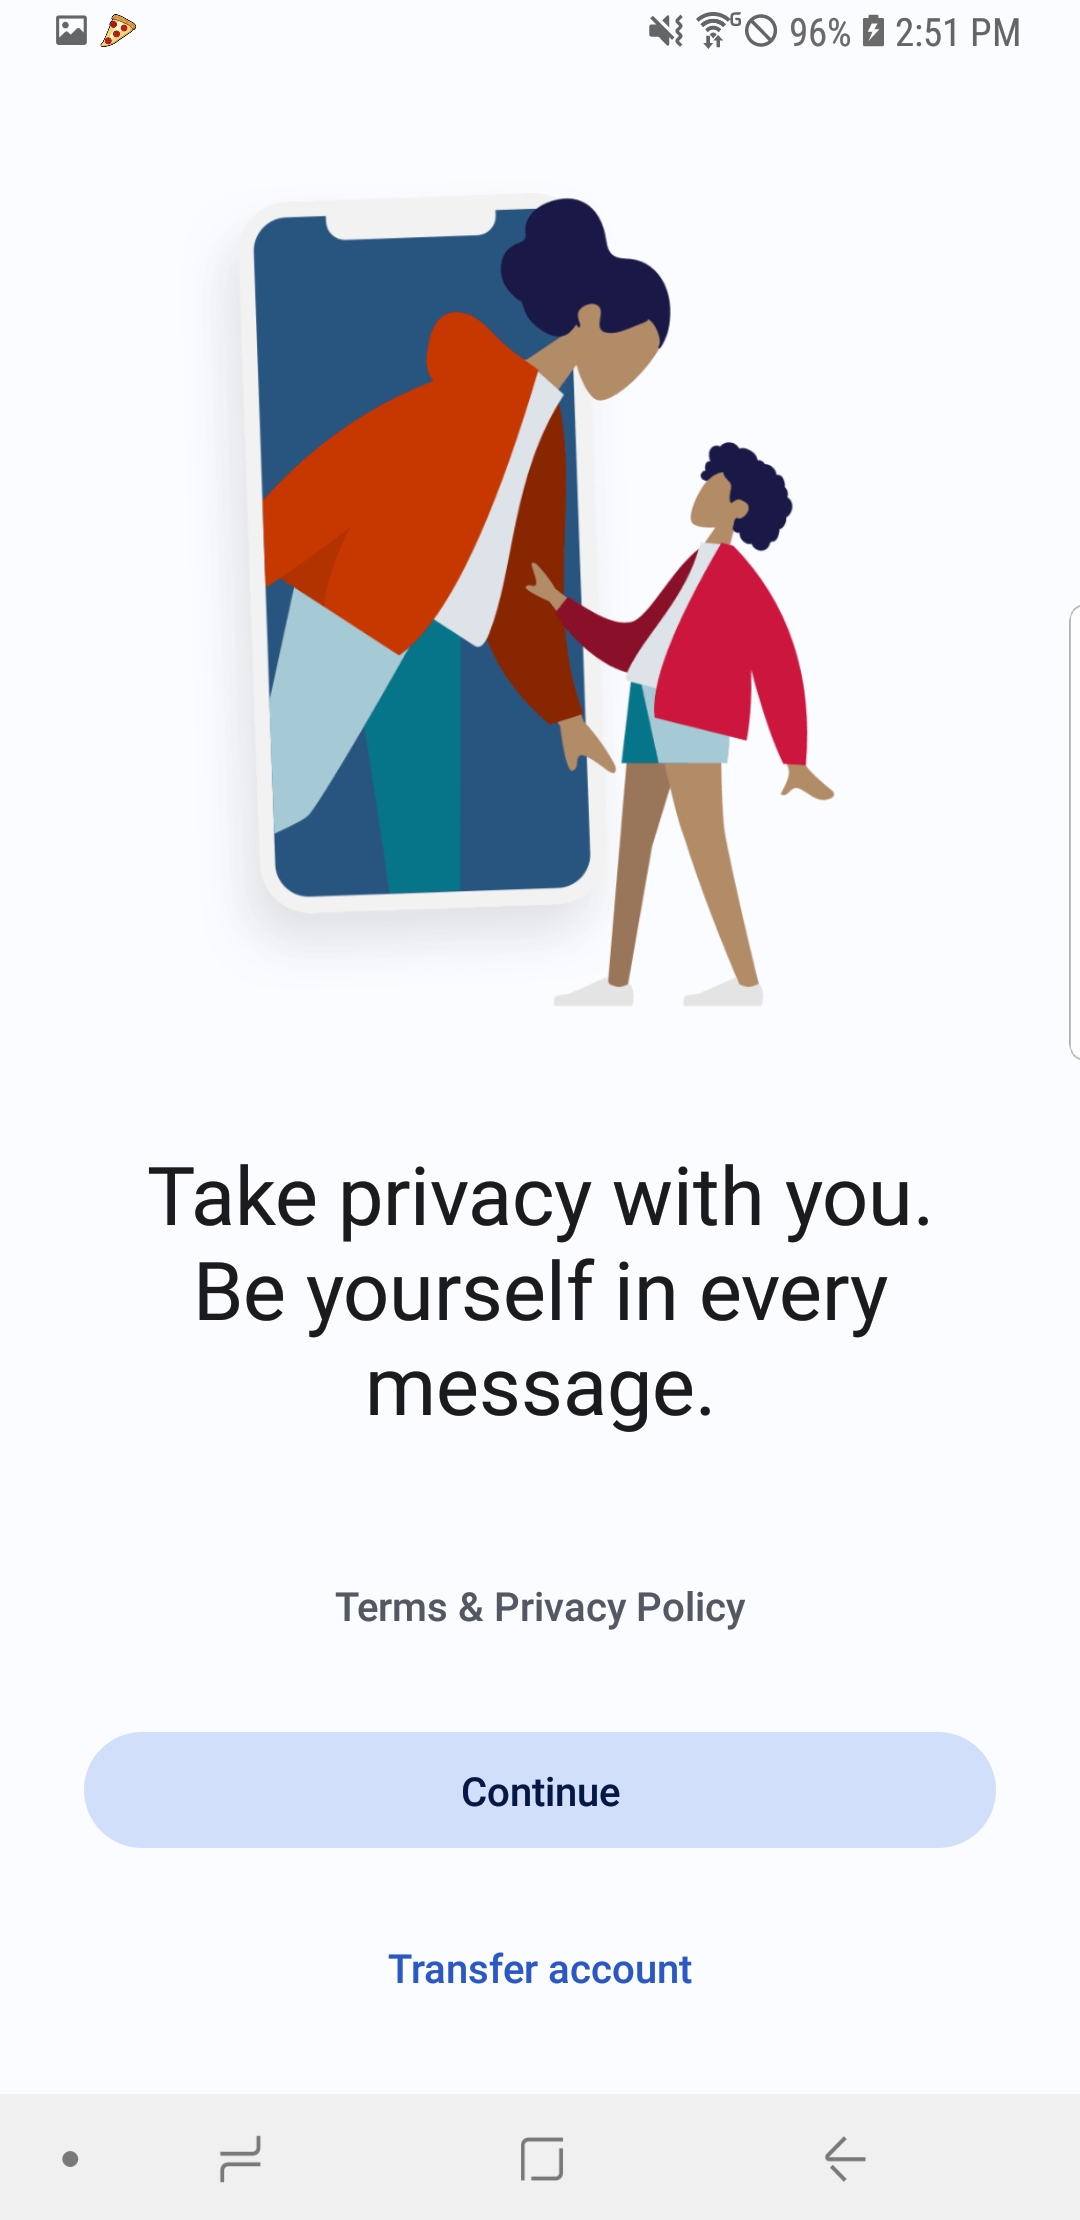 G 96% 2:51 PM
Take privacy with you.
Be yourself in every
message.
Terms & Privacy Policy
Continue
Transfer account